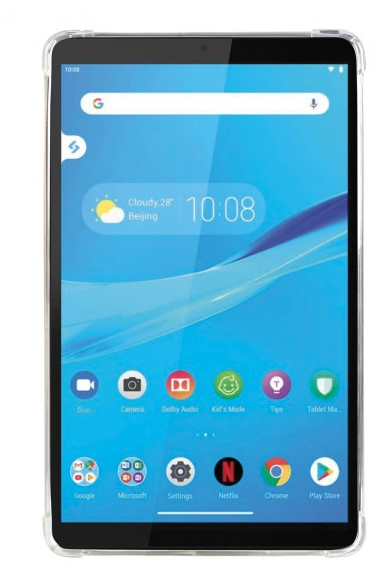 10:08
G
Cloudy,28°
Beijing
10:08
Duo
Camera
Dolby Audio
Kid's Mode
Tips
Tablet Ma..
N
Google
Microsoft
Settings
Netflix
Chrome
Play Store